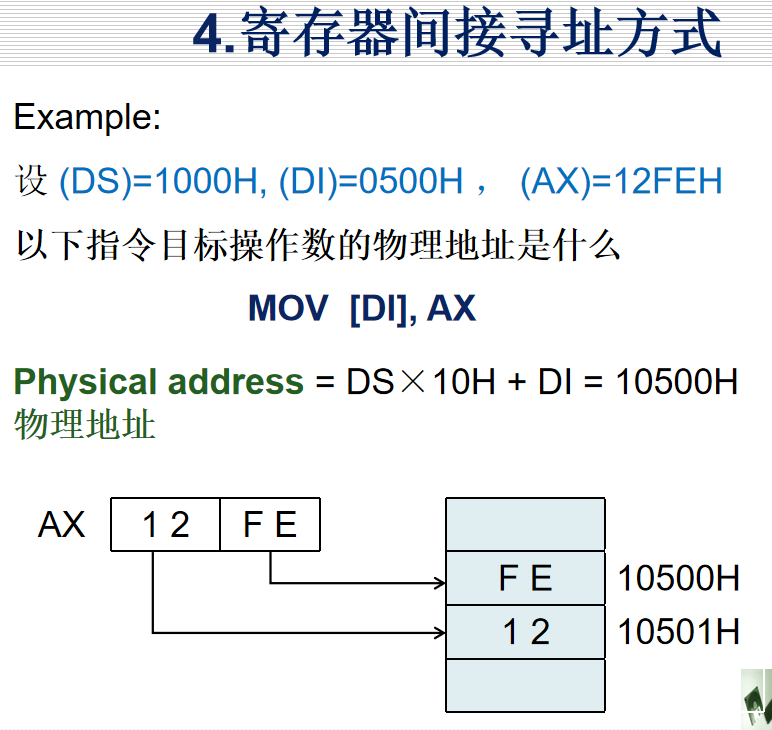 4.寄存器间接寻址方式
Example:
设 (DS)=1000H, (DI)=0500H ， (AX)=12FEH
以下指令目标操作数的物理地址是什么
MOV [DI], AX
Physical address = DS×10H + DI = 10500H
物理地址
AX 1 2 F E
F E 10500H
1 2 10501H